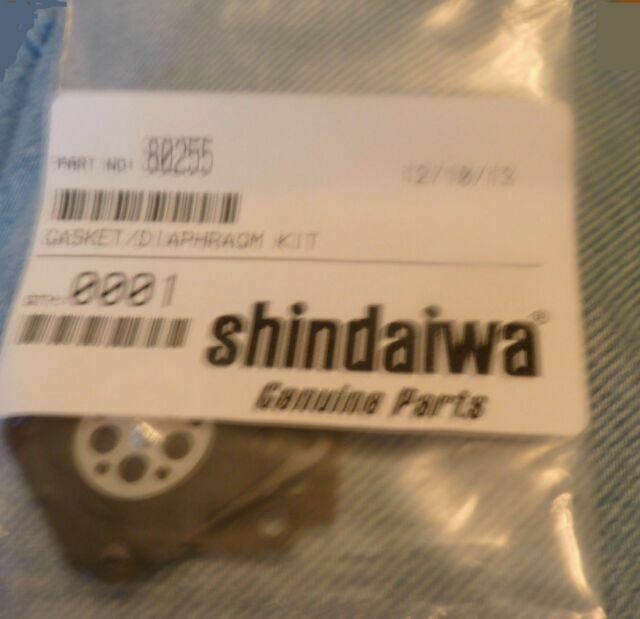 PART NO: 80255
12/10/13
GASKET/DIAPHRAGM KIT
QTY: 0001
shindaiwa®
Genuine Parts